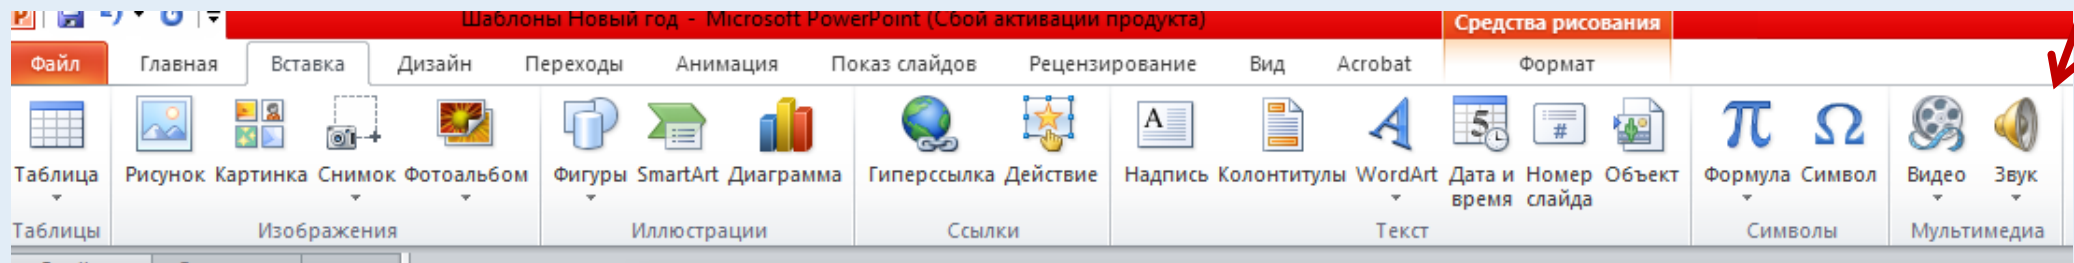 Шаблоны Новый год - Microsoft PowerPoint (Сбой активации продукта)
Средства рисования
Файл Главная Вставка Дизайн Переходы Анимация Показ слайдов Рецензирование Вид Acrobat Формат
Таблица Рисунок Картинка Снимок Фотоальбом Фигуры SmartArt Диаграмма Гиперссылка Действие Надпись Колонтитулы WordArt Дата и время Номер слайда Объект Формула Символ Видео Звук
Таблицы Изображения Иллюстрации Ссылки Текст Символы Мультимедиа